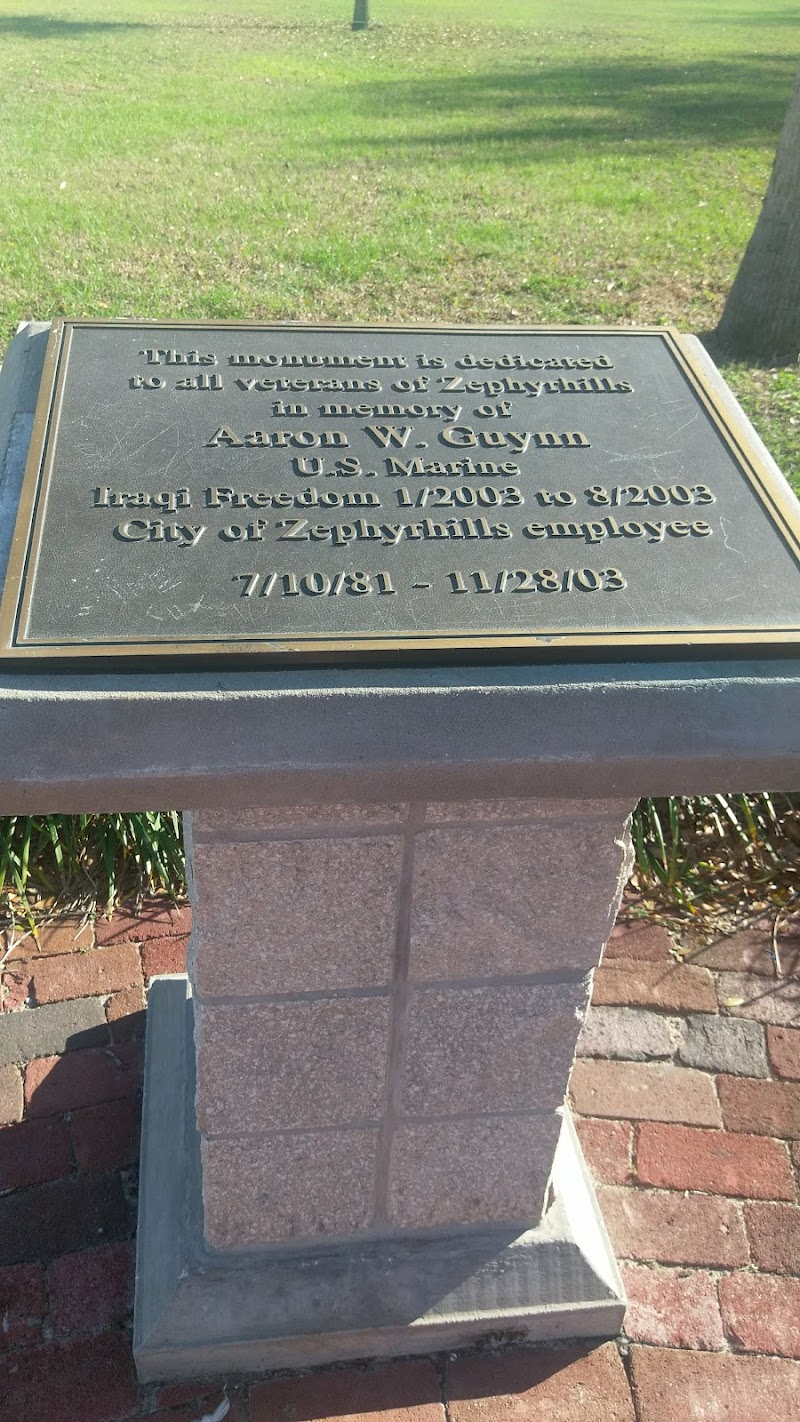 This monument is dedicated
to all veterans of Zephyrhills
in memory of
Aaron W. Guynn
U.S. Marine
Iraqi Freedom 1/2003 to 8/2003
City of Zephyrhills employee
7/10/81 - 11/28/03